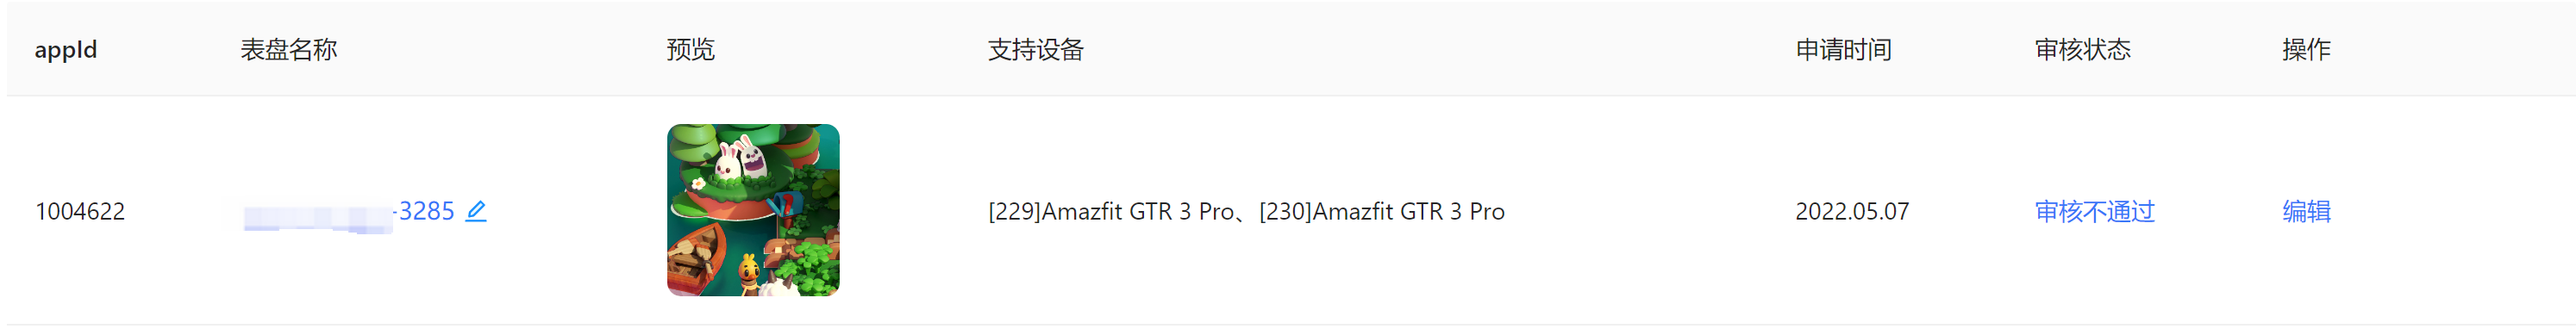 appId 表盘名称 预览 支持设备 申请时间 审核状态 操作
1004622 -3285 [229]Amazfit GTR 3 Pro、[230]Amazfit GTR 3 Pro 2022.05.07 审核不通过 编辑